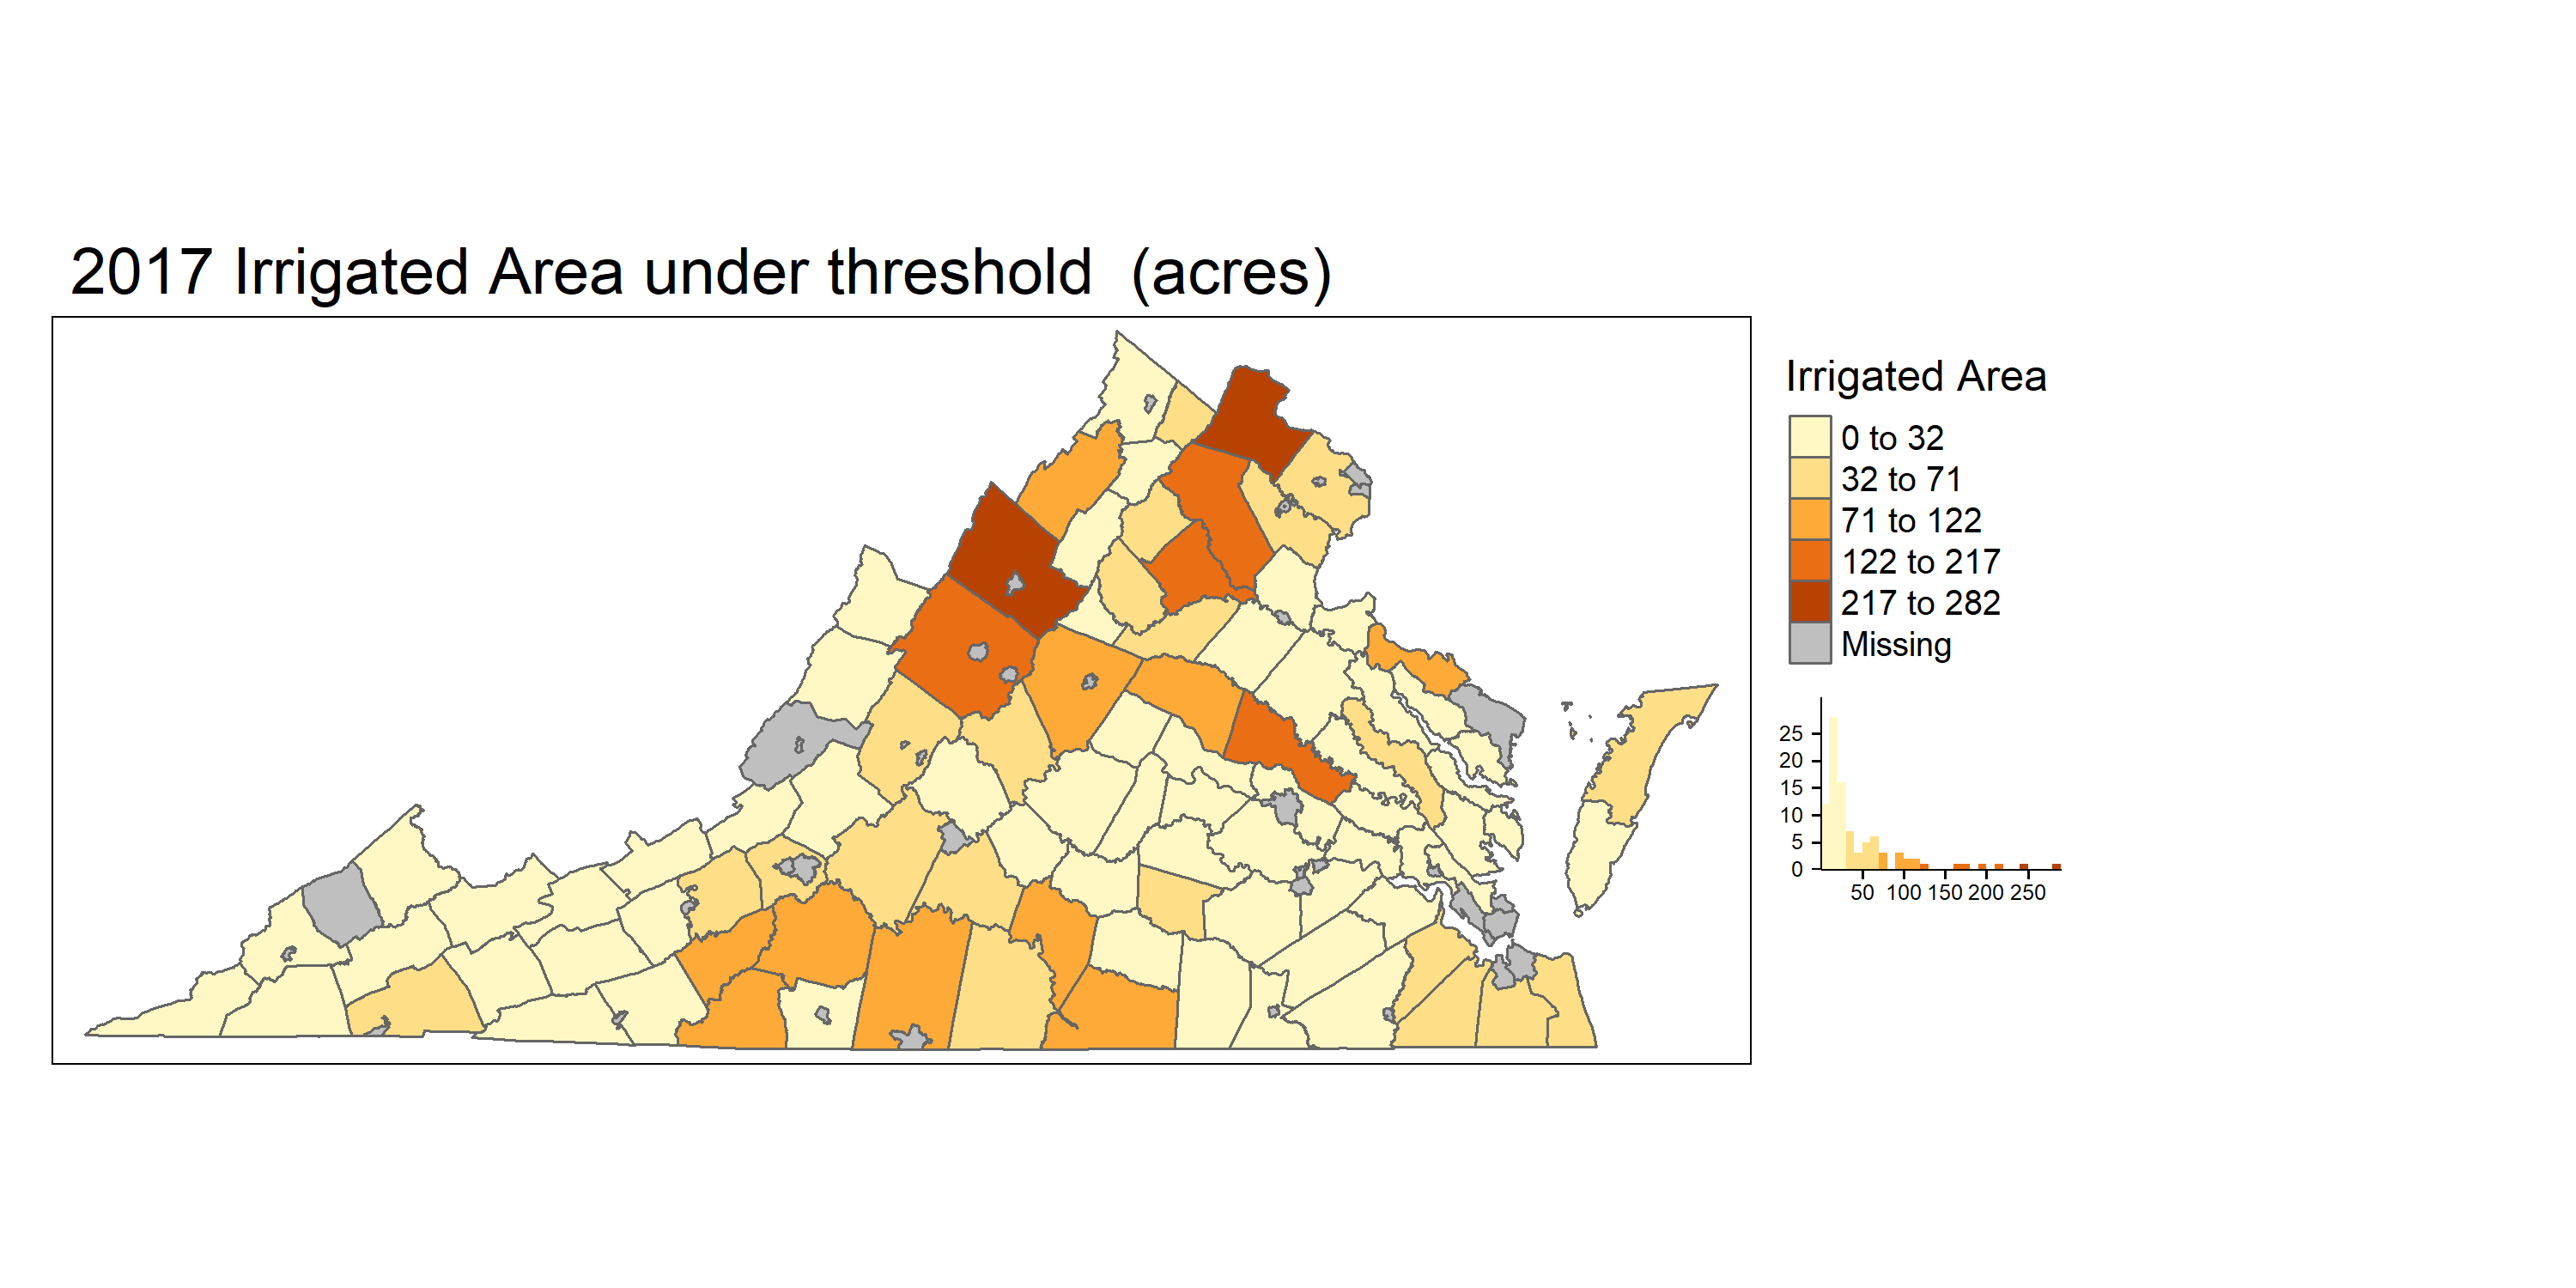 2017 Irrigated Area under threshold  (acres)
Irrigated Area
0 to 32
32 to 71
71 to 122
122 to 217
217 to 282
Missing
25
20
15
10
5
0
50 100 150 200 250